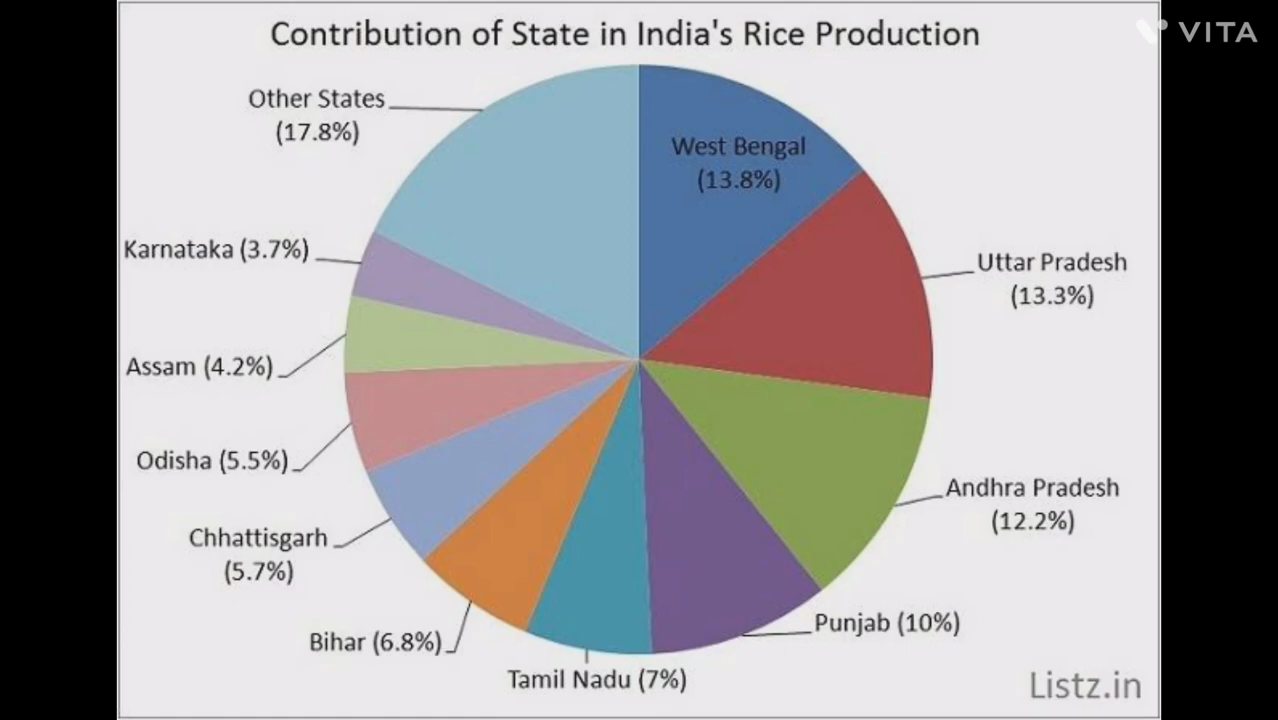 Contribution of State in India's Rice Production
VITA
Other States
(17.8%)
West Bengal
(13.8%)
Karnataka (3.7%)
Uttar Pradesh
(13.3%)
Assam (4.2%)
Odisha (5.5%)
Andhra Pradesh
(12.2%)
Chhattisgarh
(5.7%)
Punjab (10%)
Bihar (6.8%)
Tamil Nadu (7%)
Listz.in